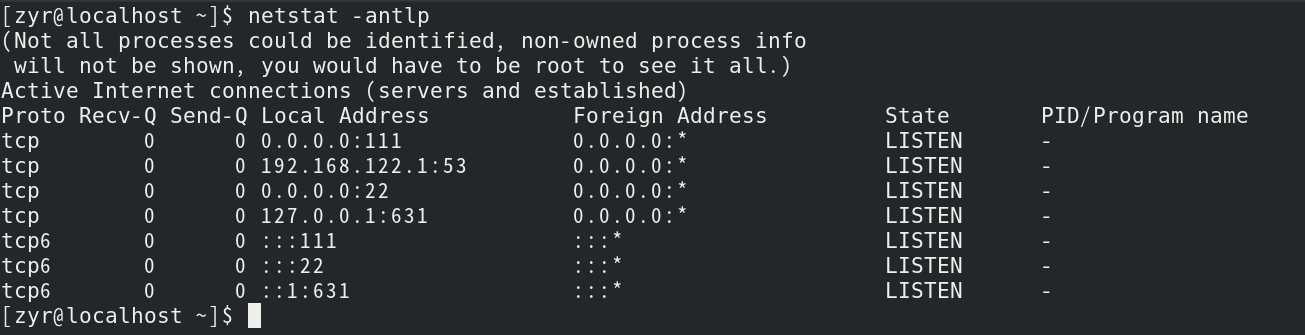 [zyr@localhost ~]$ netstat -antlp
(Not all processes could be identified, non-owned process info
 will not be shown, you would have to be root to see it all.)
Active Internet connections (servers and established)
Proto Recv-Q Send-Q Local Address           Foreign Address         State       PID/Program name
tcp        0      0 0.0.0.0:111             0.0.0.0:*               LISTEN      -
tcp        0      0 192.168.122.1:53        0.0.0.0:*               LISTEN      -
tcp        0      0 0.0.0.0:22              0.0.0.0:*               LISTEN      -
tcp        0      0 127.0.0.1:631           0.0.0.0:*               LISTEN      -
tcp6       0      0 :::111                  :::*                    LISTEN      -
tcp6       0      0 :::22                   :::*                    LISTEN      -
tcp6       0      0 ::1:631                 :::*                    LISTEN      -
[zyr@localhost ~]$